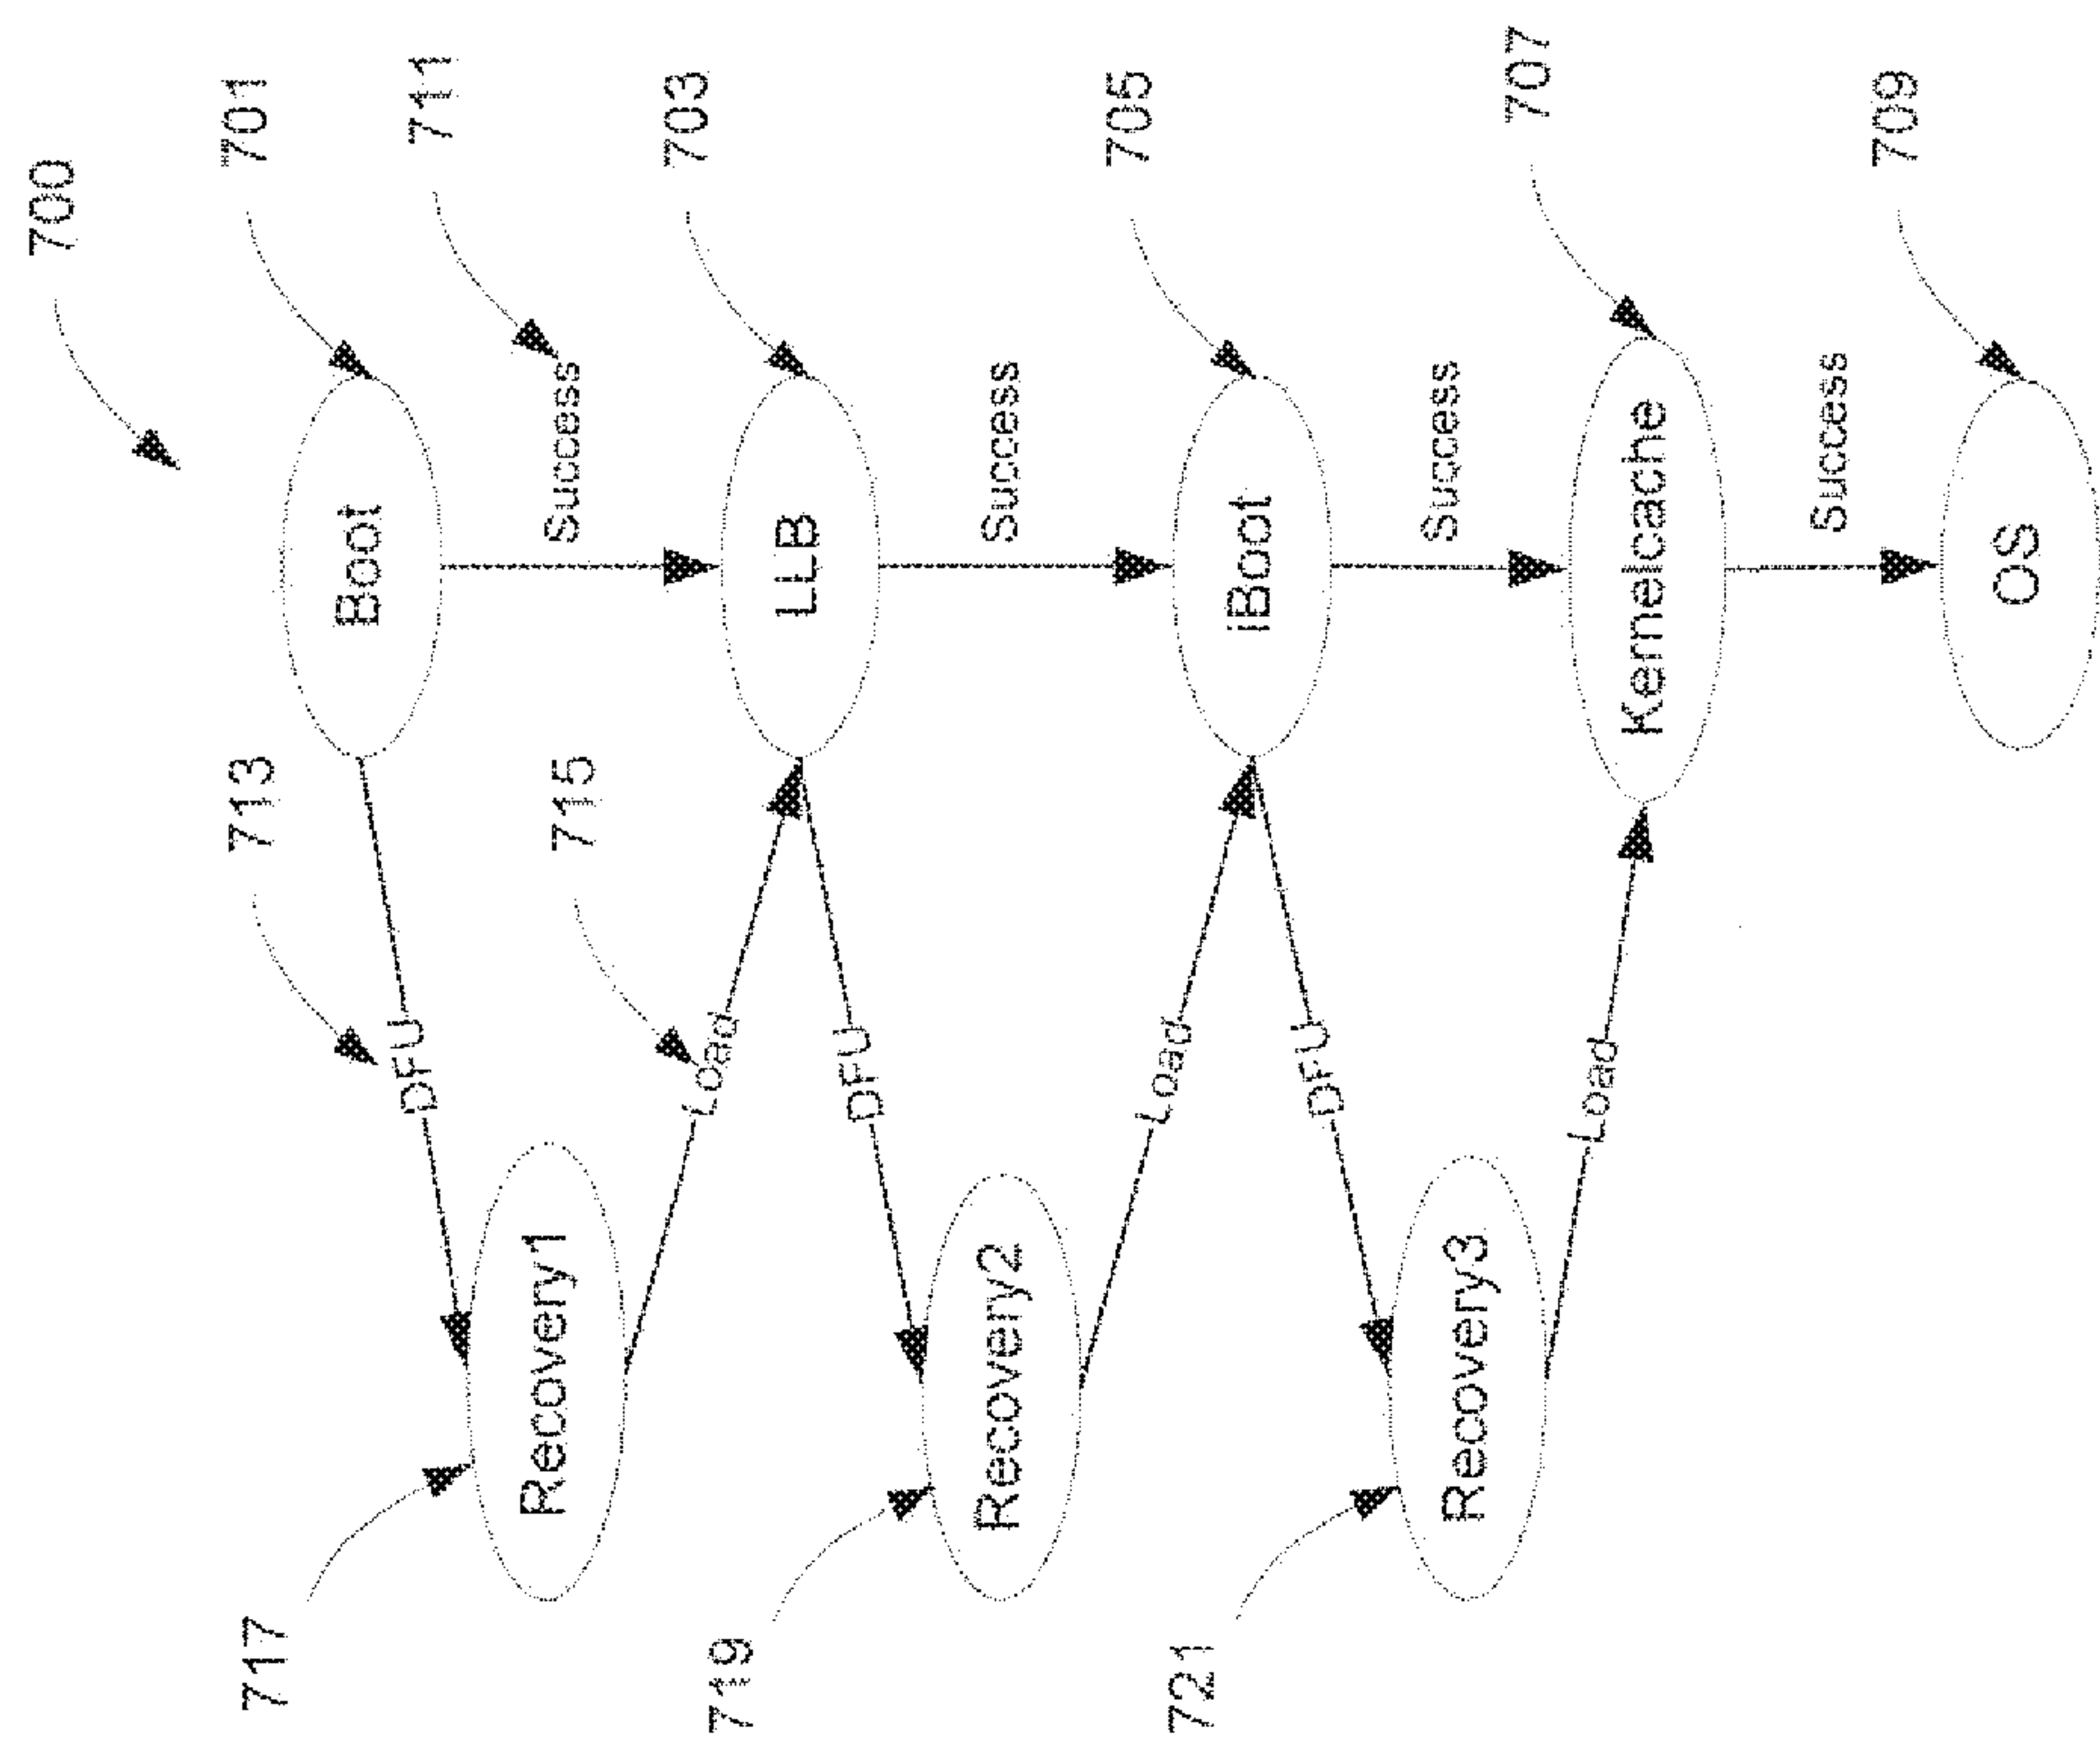 700
701
Boot
711
Success
713
DFU
717
Recovery1
715
Load
703
LLB
Success
DFU
719
Recovery2
Load
705
iBoot
Success
DFU
721
Recovery3
Load
707
Kernelcache
Success
709
OS